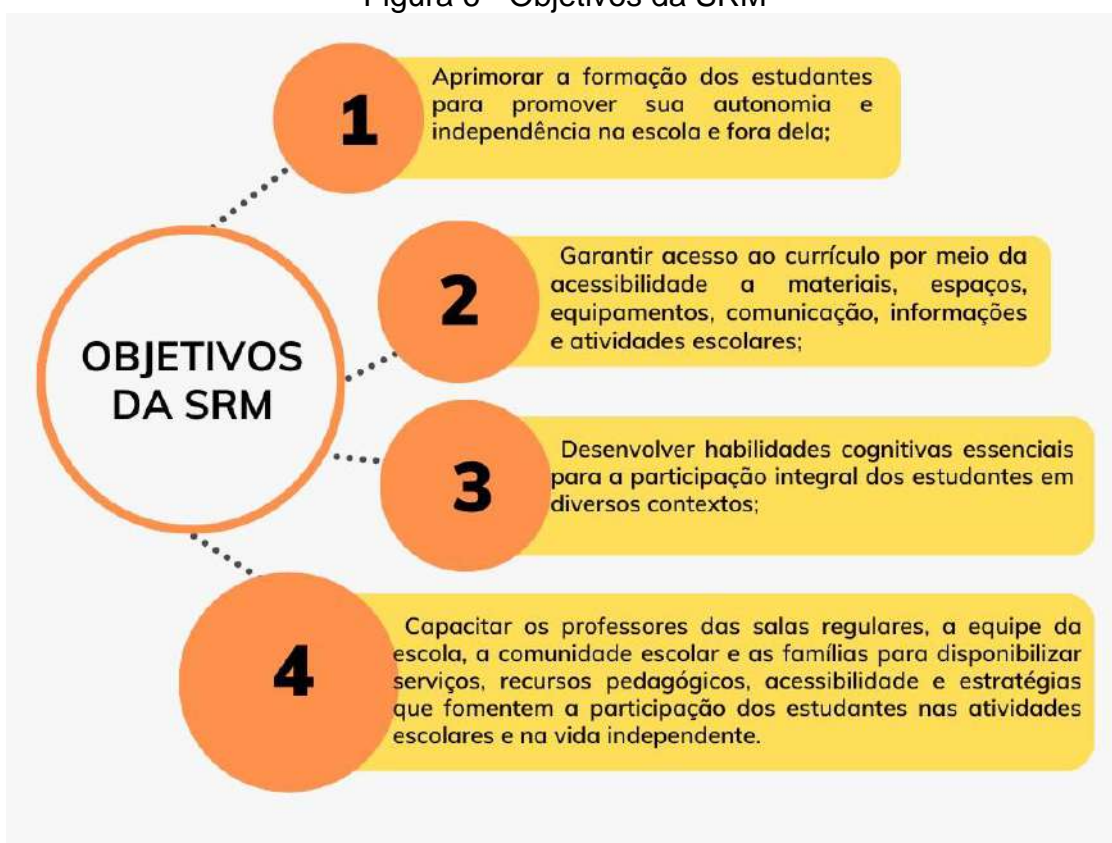 Figura 6 - Objetivos da SRM
1
Aprimorar a formação dos estudantes
para promover sua autonomia e
independência na escola e fora dela;
2
Garantir acesso ao currículo por meio da
acessibilidade a materiais, espaços,
equipamentos, comunicação, informações
e atividades escolares;
OBJETIVOS
DA SRM
3
Desenvolver habilidades cognitivas essenciais
para a participação integral dos estudantes em
diversos contextos;
4
Capacitar os professores das salas regulares, a equipe da
escola, a comunidade escolar e as famílias para disponibilizar
serviços, recursos pedagógicos, acessibilidade e estratégias
que fomentem a participação dos estudantes nas atividades
escolares e na vida independente.